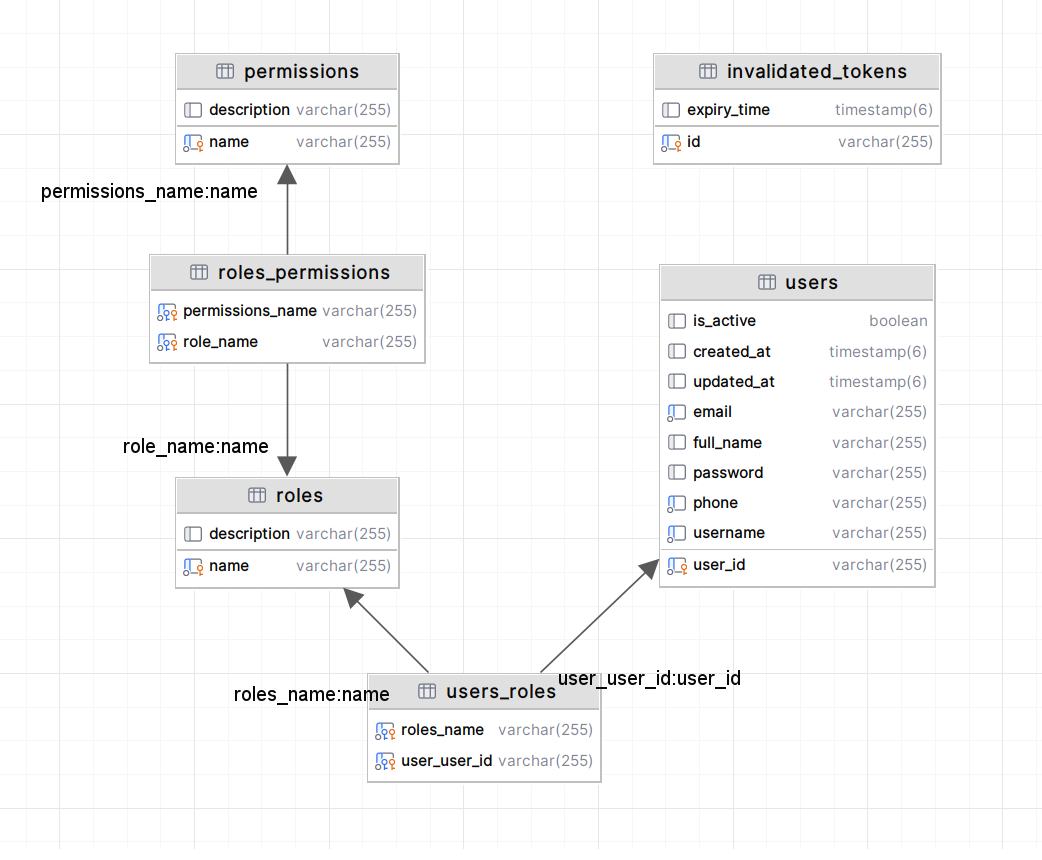 permissions
description varchar(255)
name varchar(255)
invalidated_tokens
expiry_time timestamp(6)
id varchar(255)
permissions_name:name
roles_permissions
permissions_name varchar(255)
role_name varchar(255)
users
is_active boolean
created_at timestamp(6)
updated_at timestamp(6)
email varchar(255)
full_name varchar(255)
password varchar(255)
phone varchar(255)
username varchar(255)
user_id varchar(255)
role_name:name
roles
description varchar(255)
name varchar(255)
user_user_id:user_id
roles_name:name
users_roles
roles_name varchar(255)
user_user_id varchar(255)